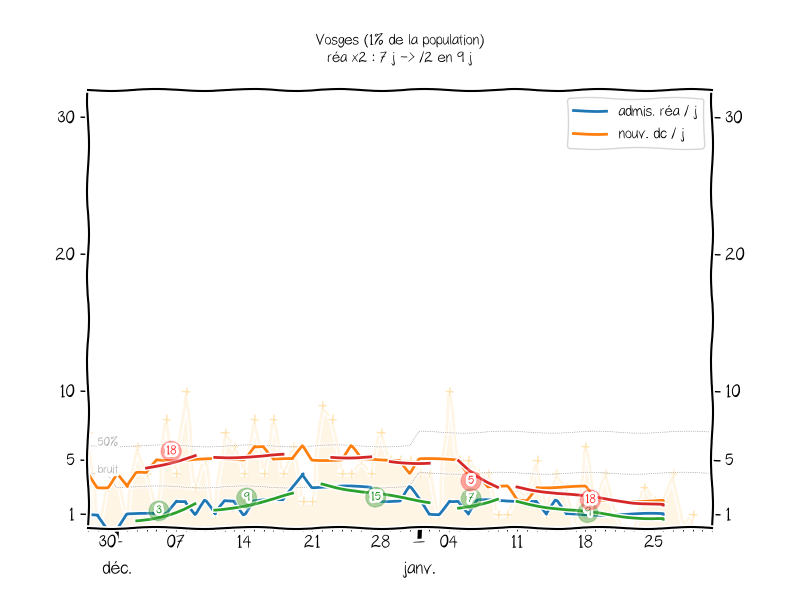 Vosges (1% de la population)
réa x2 : 7 j -> /2 en 9 j
admis. réa / j
nouv. dc / j
30 30
20 20
10 10
50%
18
5 5
bruit
5
3 9 15 7 18
1 1
30 07 14 21 28 04 11 18 25
déc. janv.